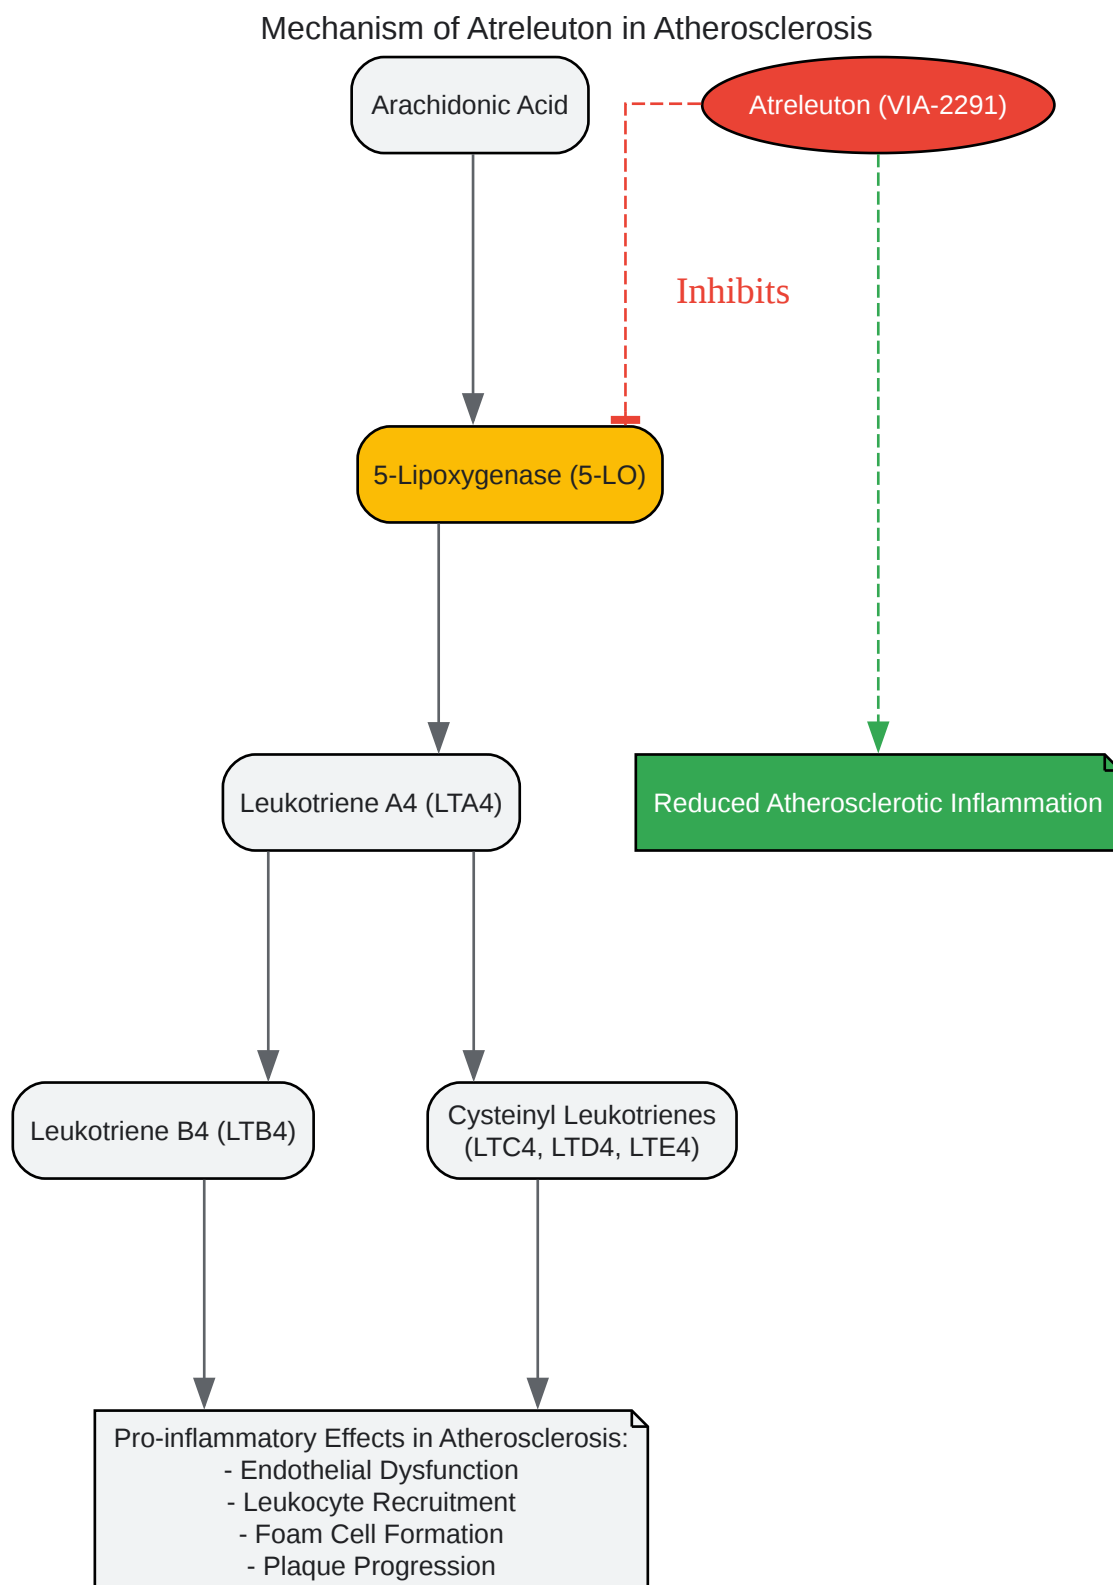 Mechanism of Atreleuton in Atherosclerosis
Arachidonic Acid
Atreleuton (VIA-2291)
Inhibits
5-Lipoxygenase (5-LO)
Leukotriene A4 (LTA4)
Reduced Atherosclerotic Inflammation
Leukotriene B4 (LTB4)
Cysteinyl Leukotrienes
(LTC4, LTD4, LTE4)
Pro-inflammatory Effects in Atherosclerosis:
- Endothelial Dysfunction
- Leukocyte Recruitment
- Foam Cell Formation
- Plaque Progression